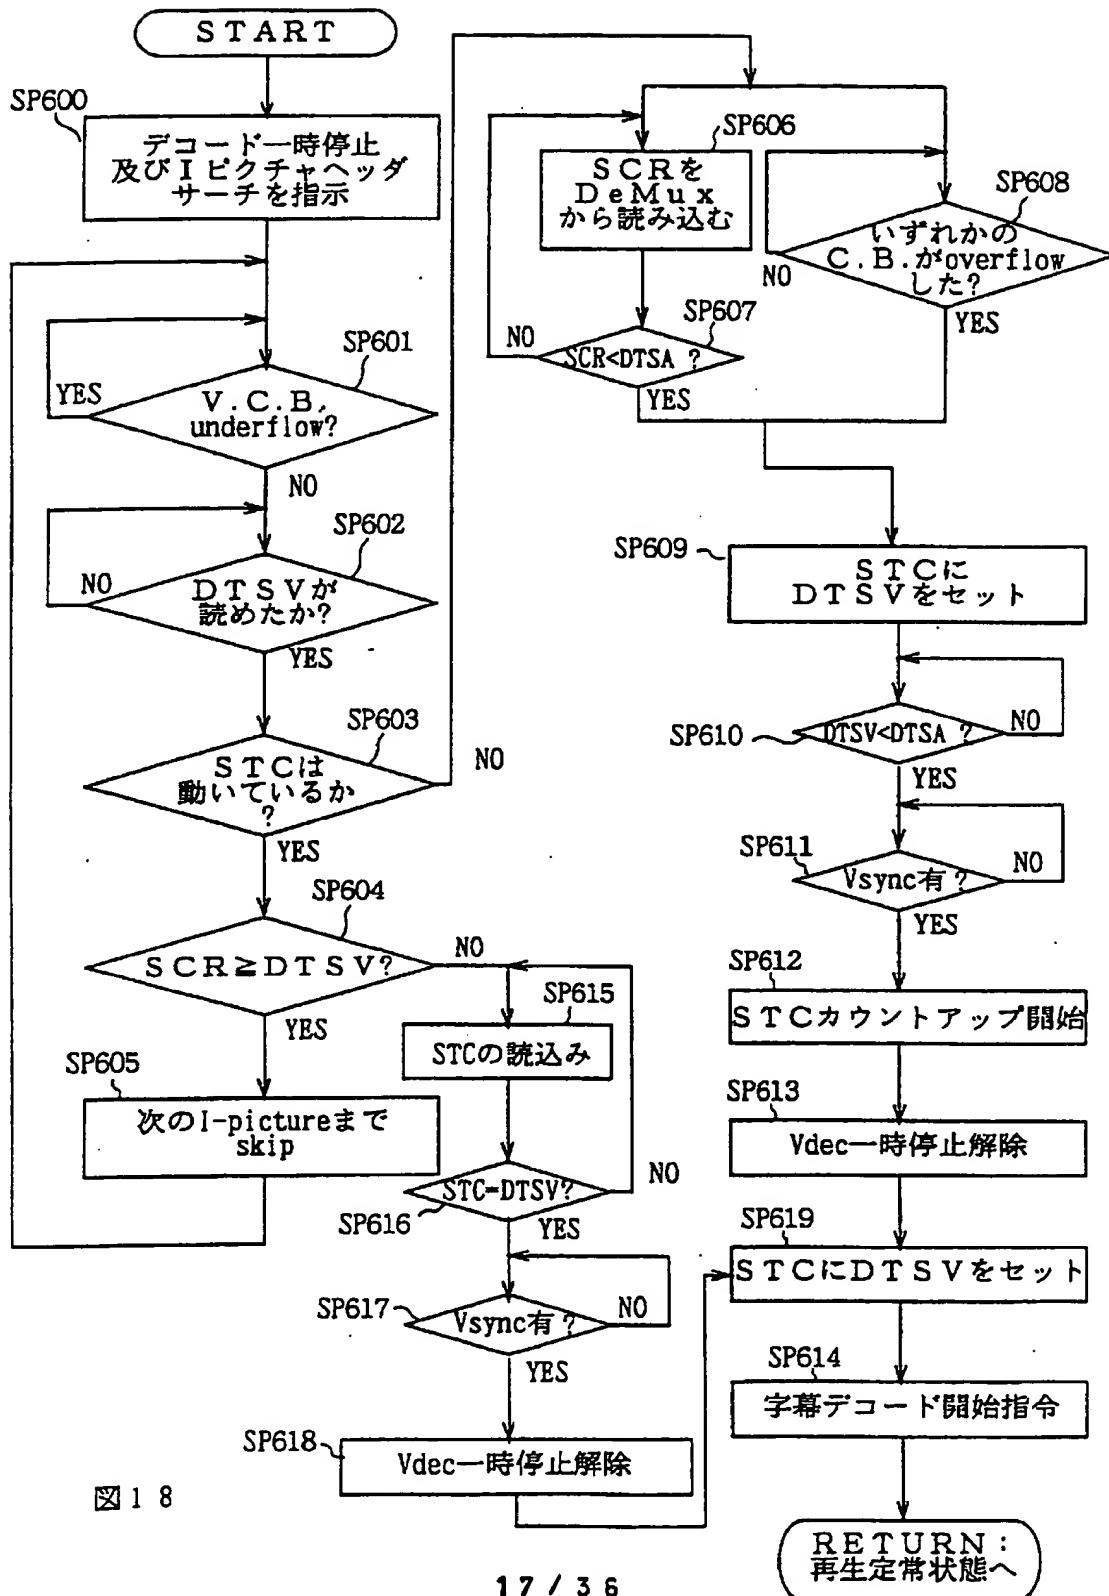 START
SP600
デコード一時停止
及びIピクチャヘッダ
サーチを指示
SP601
YES
V.C.B.
underflow?
NO
SP602
NO
DTSVが
読めたか?
YES
SP603
STCは
動いているか
?
NO
YES
SP604
SCR≧DTSV?
NO
YES
SP605
次のI-pictureまで
skip
SP615
STCの読込み
STC=DTSV?
NO
SP616
YES
SP617
Vsync有?
NO
YES
SP618
Vdec一時停止解除
SP606
SCRを
DeMux
から読み込む
SP607
NO
SCR<DTSA ?
YES
SP608
いずれかの
C.B.がoverflow
した?
NO
YES
SP609
STCに
DTSVをセット
SP610
DTSV<DTSA ?
NO
YES
SP611
Vsync有?
NO
YES
SP612
STCカウントアップ開始
SP613
Vdec一時停止解除
SP619
STCにDTSVをセット
SP614
字幕デコード開始指令
RETURN:
再生定常状態へ
図18
17/36